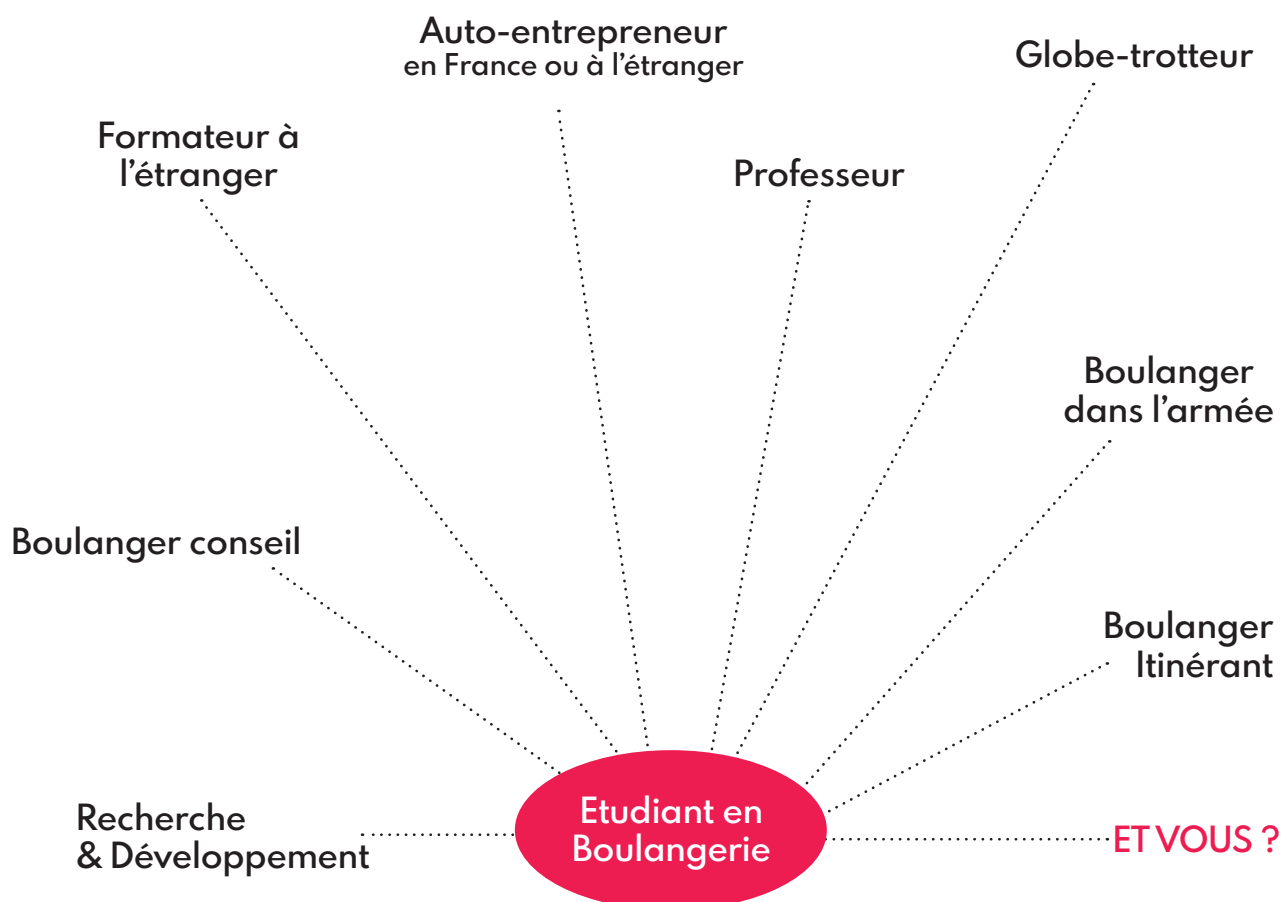 Auto-entrepreneur
en France ou à l’étranger
Globe-trotteur
Formateur à
l’étranger
Professeur
Boulanger
dans l’armée
Boulanger conseil
Boulanger
Itinérant
Recherche
& Développement
Etudiant en
Boulangerie
ET VOUS ?